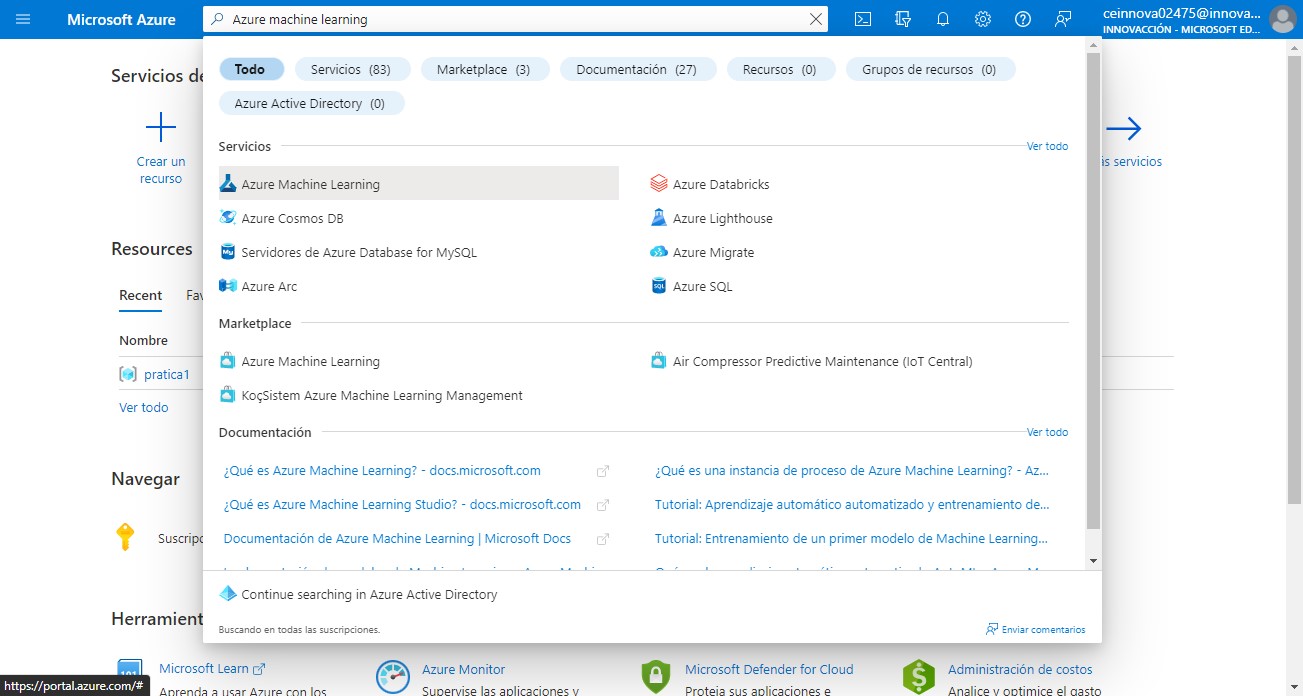 Microsoft Azure
Azure machine learning
ceinnova02475@innova...
INNOVACCIÓN - MICROSOFT ED...
Servicios de
Crear un
recurso
is servicios
Resources
Recent
Fav
Nombre
pratica1
Ver todo
Navegar
Suscripc
Herramient
Todo
Servicios (83)
Marketplace (3)
Documentación (27)
Recursos (0)
Grupos de recursos (0)
Azure Active Directory (0)
Servicios
Ver todo
Azure Machine Learning
Azure Databricks
Azure Cosmos DB
Azure Lighthouse
Servidores de Azure Database for MySQL
Azure Migrate
Azure Arc
Azure SQL
Marketplace
Azure Machine Learning
Air Compressor Predictive Maintenance (IoT Central)
KoçSistem Azure Machine Learning Management
Documentación
Ver todo
¿Qué es Azure Machine Learning? - docs.microsoft.com
¿Qué es una instancia de proceso de Azure Machine Learning? - Az...
¿Qué es Azure Machine Learning Studio? - docs.microsoft.com
Tutorial: Aprendizaje automático automatizado y entrenamiento de...
Documentación de Azure Machine Learning | Microsoft Docs
Tutorial: Entrenamiento de un primer modelo de Machine Learning...
Continue searching in Azure Active Directory
Buscando en todas las suscripciones.
Enviar comentarios
Microsoft Learn
Aprenda a usar Azure con los
Azure Monitor
Supervise las aplicaciones y
Microsoft Defender for Cloud
Proteja sus aplicaciones e
Administración de costos
Analice y optimice el gasto
https://portal.azure.com/#